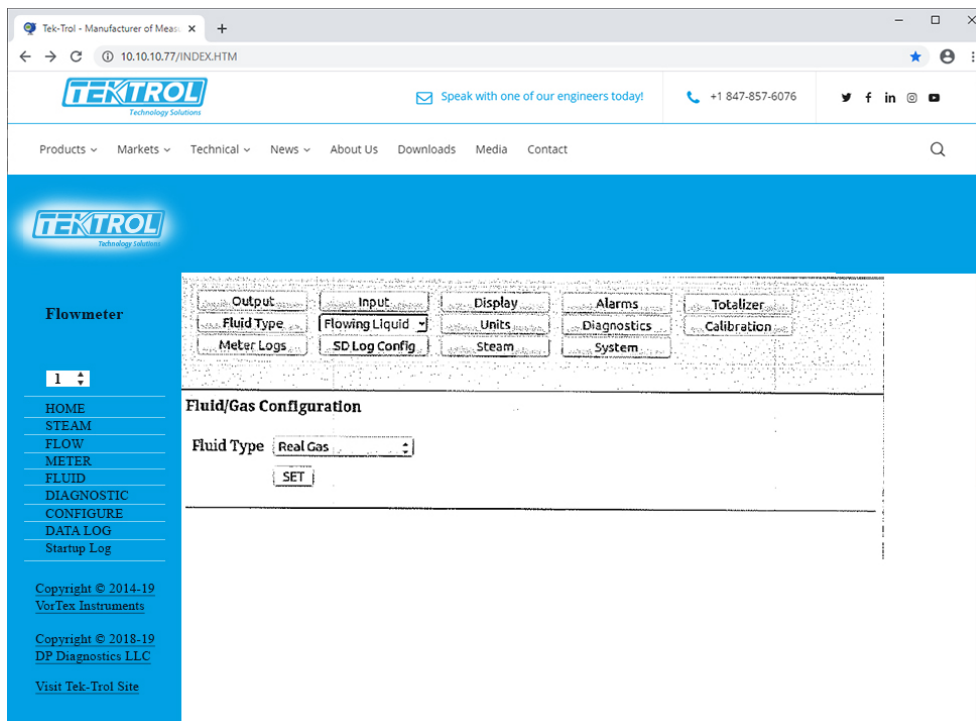 Tek-Trol - Manufacturer of Meas
10.10.10.77/INDEX.HTM
TEKTROL
Technology Solutions
Speak with one of our engineers today!
+1 847-857-6076
Products Markets Technical News About Us Downloads Media Contact
TEKTROL
Technology Solutions
Flowmeter
1
HOME
STEAM
FLOW
METER
FLUID
DIAGNOSTIC
CONFIGURE
DATA LOG
Startup Log
Copyright © 2014-19
VorTex Instruments
Copyright © 2018-19
DP Diagnostics LLC
Visit Tek-Trol Site
Output Input Display Alarms Totalizer
Fluid Type Flowing Liquid Units Diagnostics Calibration
Meter Logs SD Log Config Steam System
Fluid/Gas Configuration
Fluid Type Real Gas
SET